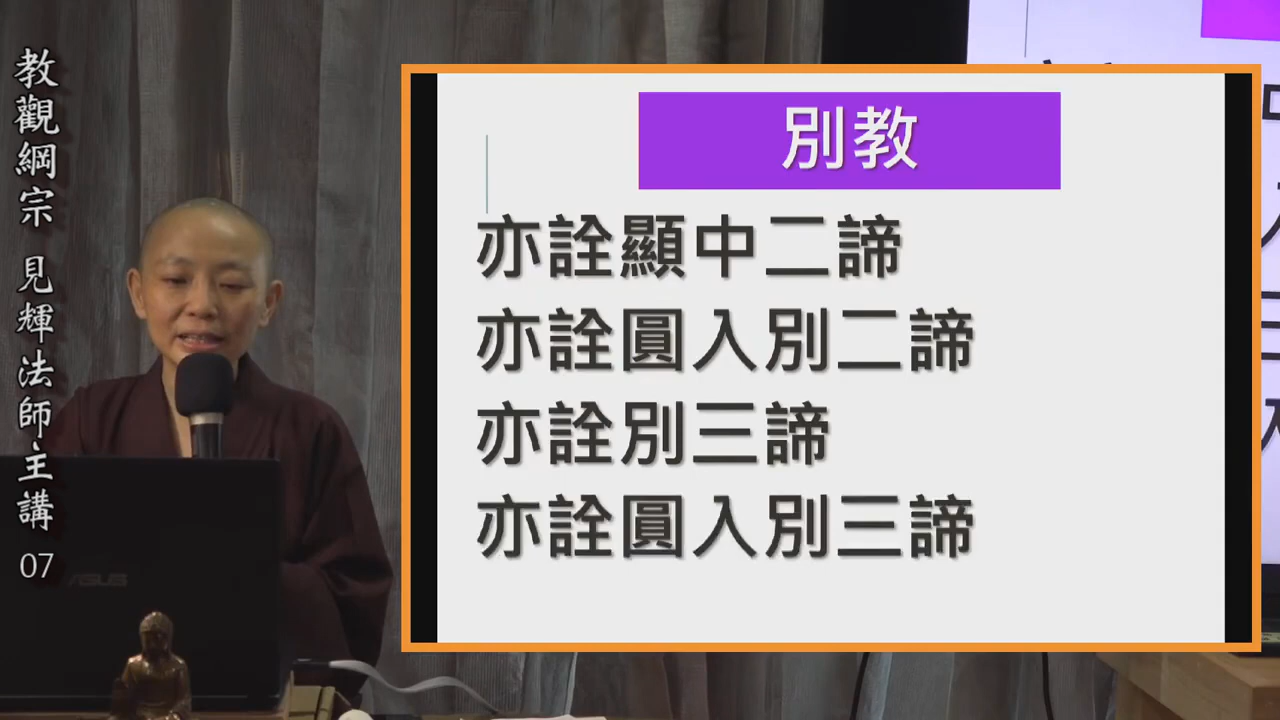 教觀綱宗 見輝法師主講 07
別教
亦詮顯中二諦
亦詮圓入別二諦
亦詮別三諦
亦詮圓入別三諦
ASUS